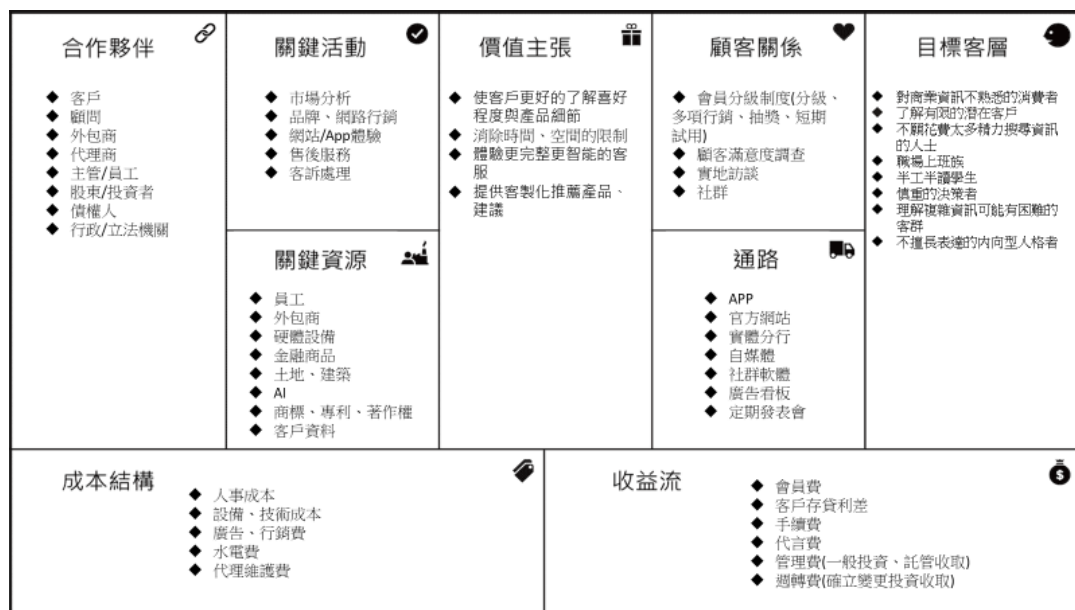 合作夥伴
客戶
顧問
外包商
代理商
主管/員工
股東/投資者
債權人
行政/立法機關
關鍵活動
市場分析
品牌、網路行銷
網站/App體驗
售後服務
客訴處理
關鍵資源
員工
外包商
硬體設備
金融商品
土地、建築
AI
商標、專利、著作權
客戶資料
價值主張
使客戶更好的了解喜好
程度與產品細節
消除時間、空間的限制
體驗更完整更智能的客
服
提供客製化推薦產品、
建議
顧客關係
會員分級制度(分級、
多項行銷、抽獎、短期
試用)
顧客滿意度調查
實地訪談
社群
通路
APP
官方網站
實體分行
自媒體
社群軟體
廣告看板
定期發表會
目標客層
對商業資訊不熟悉的消費者
了解有限的潛在客戶
不願花費太多精力搜尋資訊
的人士
職場上班族
半工半讀學生
慎重的決策者
理解複雜資訊可能有困難的
客群
不擅長表達的內向型人格者
成本結構
人事成本
設備、技術成本
廣告、行銷費
水電費
代理維護費
收益流
會員費
客戶存貸利差
手續費
代言費
管理費(一般投資、託管收取)
週轉費(確立變更投資收取)